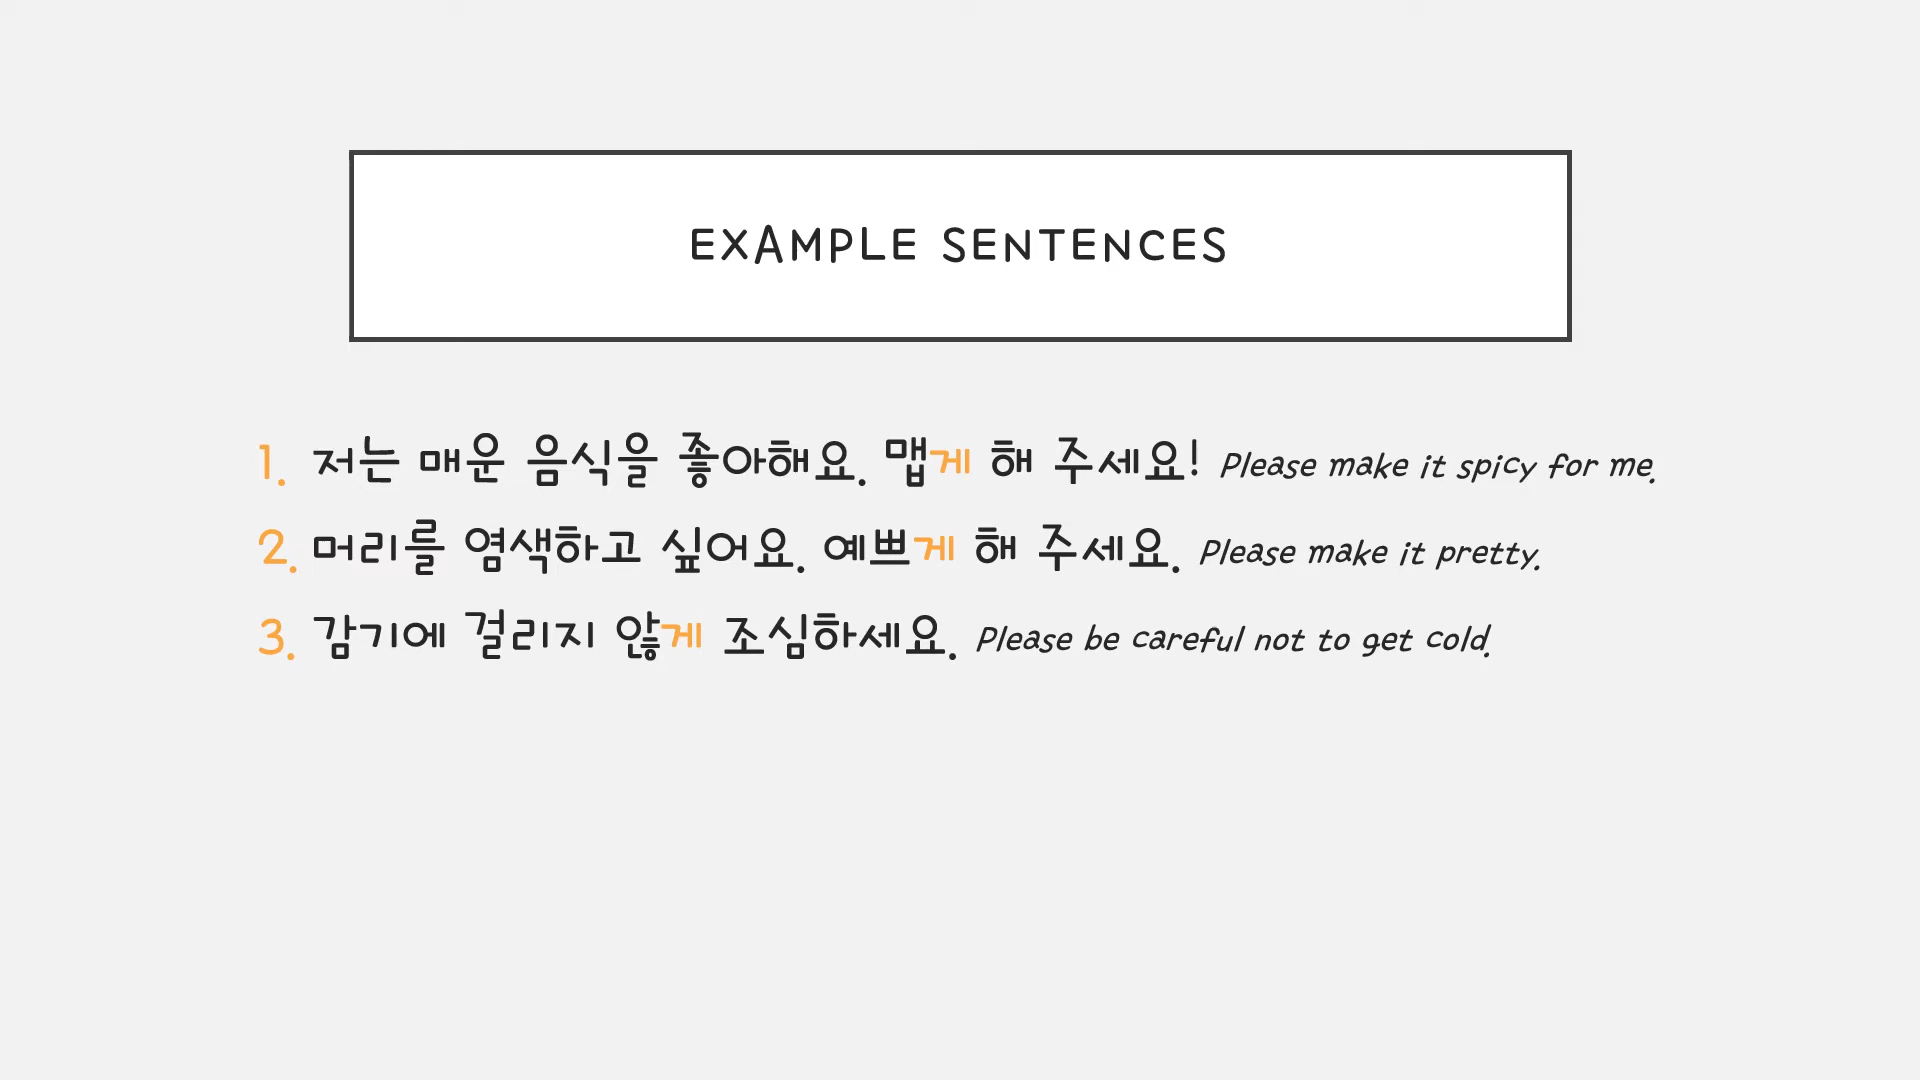 EXAMPLE SENTENCES
1. 저는 매운 음식을 좋아해요. 맵게 해 주세요! Please make it spicy for me.
2. 머리를 염색하고 싶어요. 예쁘게 해 주세요. Please make it pretty.
3. 감기에 걸리지 않게 조심하세요. Please be careful not to get cold.